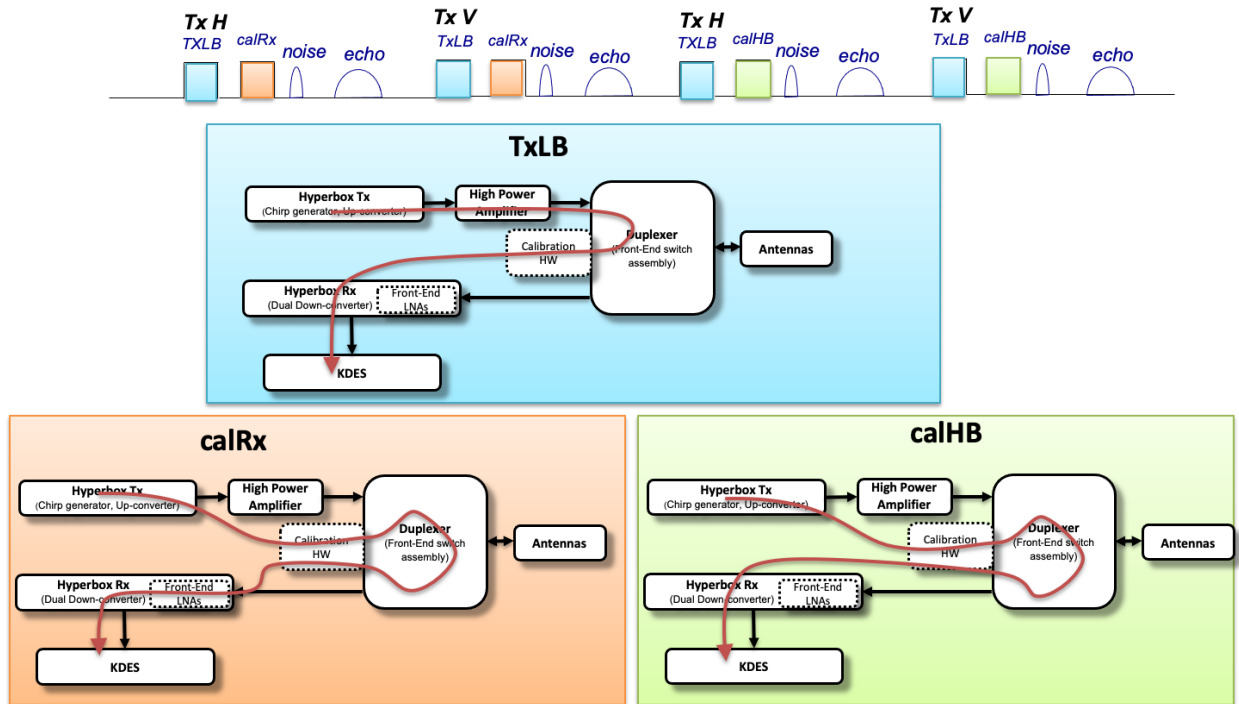 Tx H
Tx V
Tx H
Tx V
TXLB
calRx
noise
echo
TxLB
calRx
noise
echo
TXLB
calHB
noise
echo
TxLB
calHB
noise
echo
TxLB
Hyperbox Tx
(Chirp generator, Up-converter)
High Power
Amplifier
Duplexer
(Front-End switch
assembly)
Antennas
Calibration
HW
Hyperbox Rx
(Dual Down-converter)
Front-End
LNAs
KDES
calRx
Hyperbox Tx
(Chirp generator, Up-converter)
High Power
Amplifier
Duplexer
(Front-End switch
assembly)
Antennas
Calibration
HW
Hyperbox Rx
(Dual Down-converter)
Front-End
LNAs
KDES
calHB
Hyperbox Tx
(Chirp generator, Up-converter)
High Power
Amplifier
Duplexer
(Front-End switch
assembly)
Antennas
Calibration
HW
Hyperbox Rx
(Dual Down-converter)
Front-End
LNAs
KDES